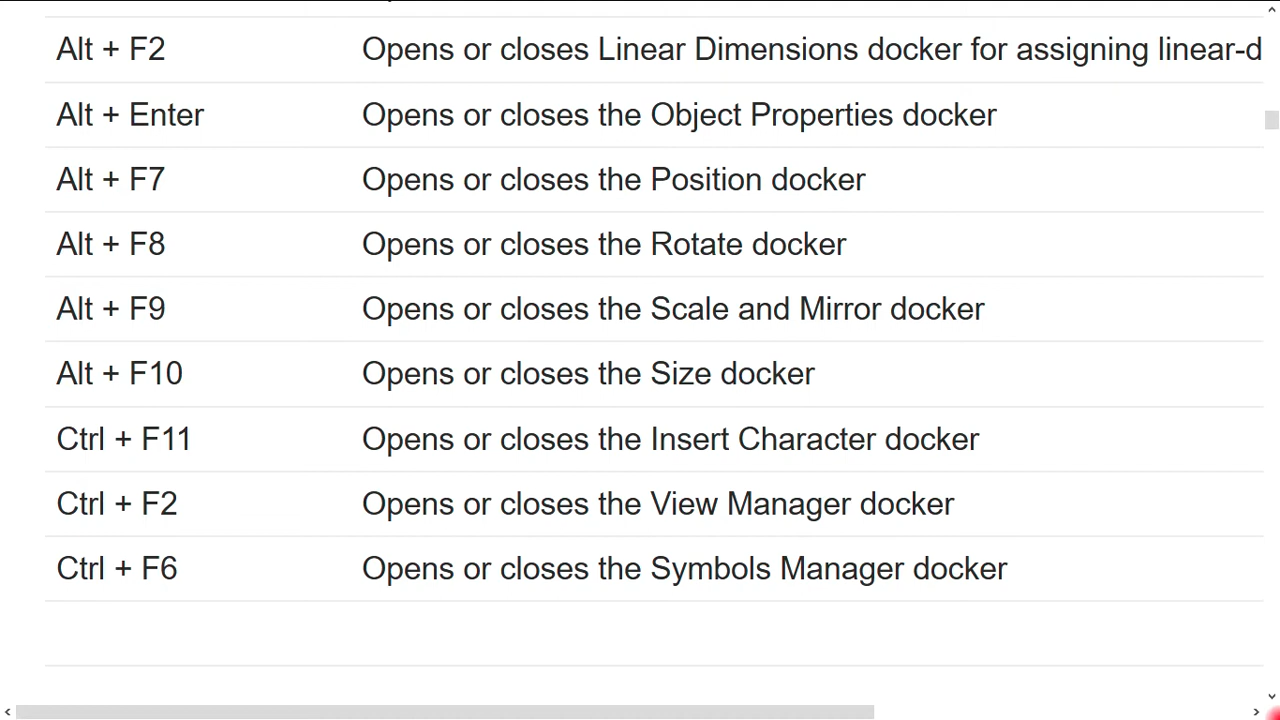 Alt + F2 Opens or closes Linear Dimensions docker for assigning linear-d
Alt + Enter Opens or closes the Object Properties docker
Alt + F7 Opens or closes the Position docker
Alt + F8 Opens or closes the Rotate docker
Alt + F9 Opens or closes the Scale and Mirror docker
Alt + F10 Opens or closes the Size docker
Ctrl + F11 Opens or closes the Insert Character docker
Ctrl + F2 Opens or closes the View Manager docker
Ctrl + F6 Opens or closes the Symbols Manager docker